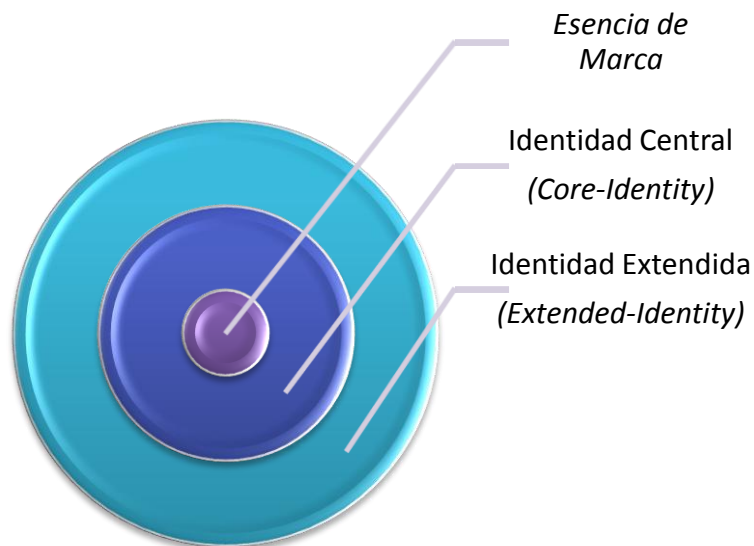 Esencia de
Marca
Identidad Central
(Core-Identity)
Identidad Extendida
(Extended-Identity)